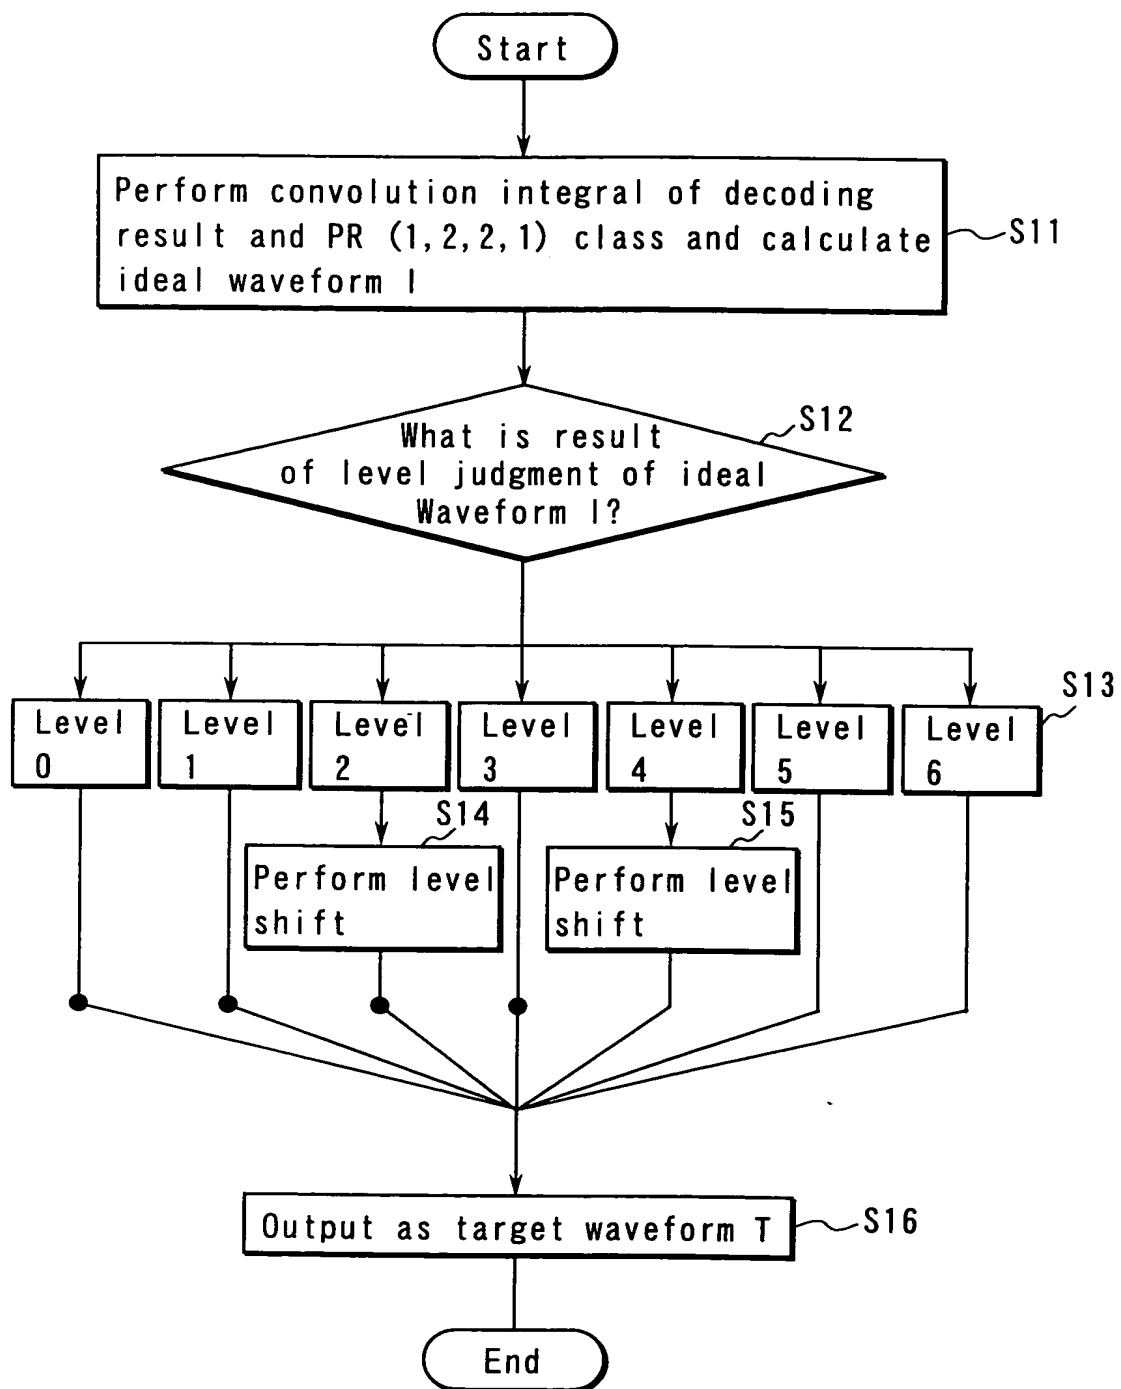 Start
Perform convolution integral of decoding
result and PR (1,2,2,1) class and calculate
ideal waveform I
S11
S12
What is result
of level judgment of ideal
Waveform I?
S13
Level
0
Level
1
Level
2
Level
3
Level
4
Level
5
Level
6
S14
Perform level
shift
S15
Perform level
shift
Output as target waveform T
S16
End